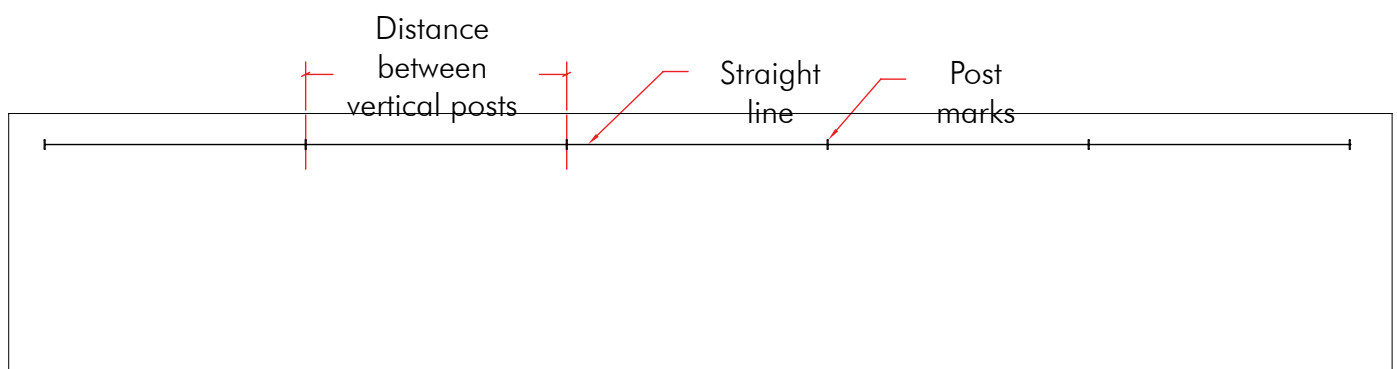 Distance
between
vertical posts
Straight
line
Post
marks